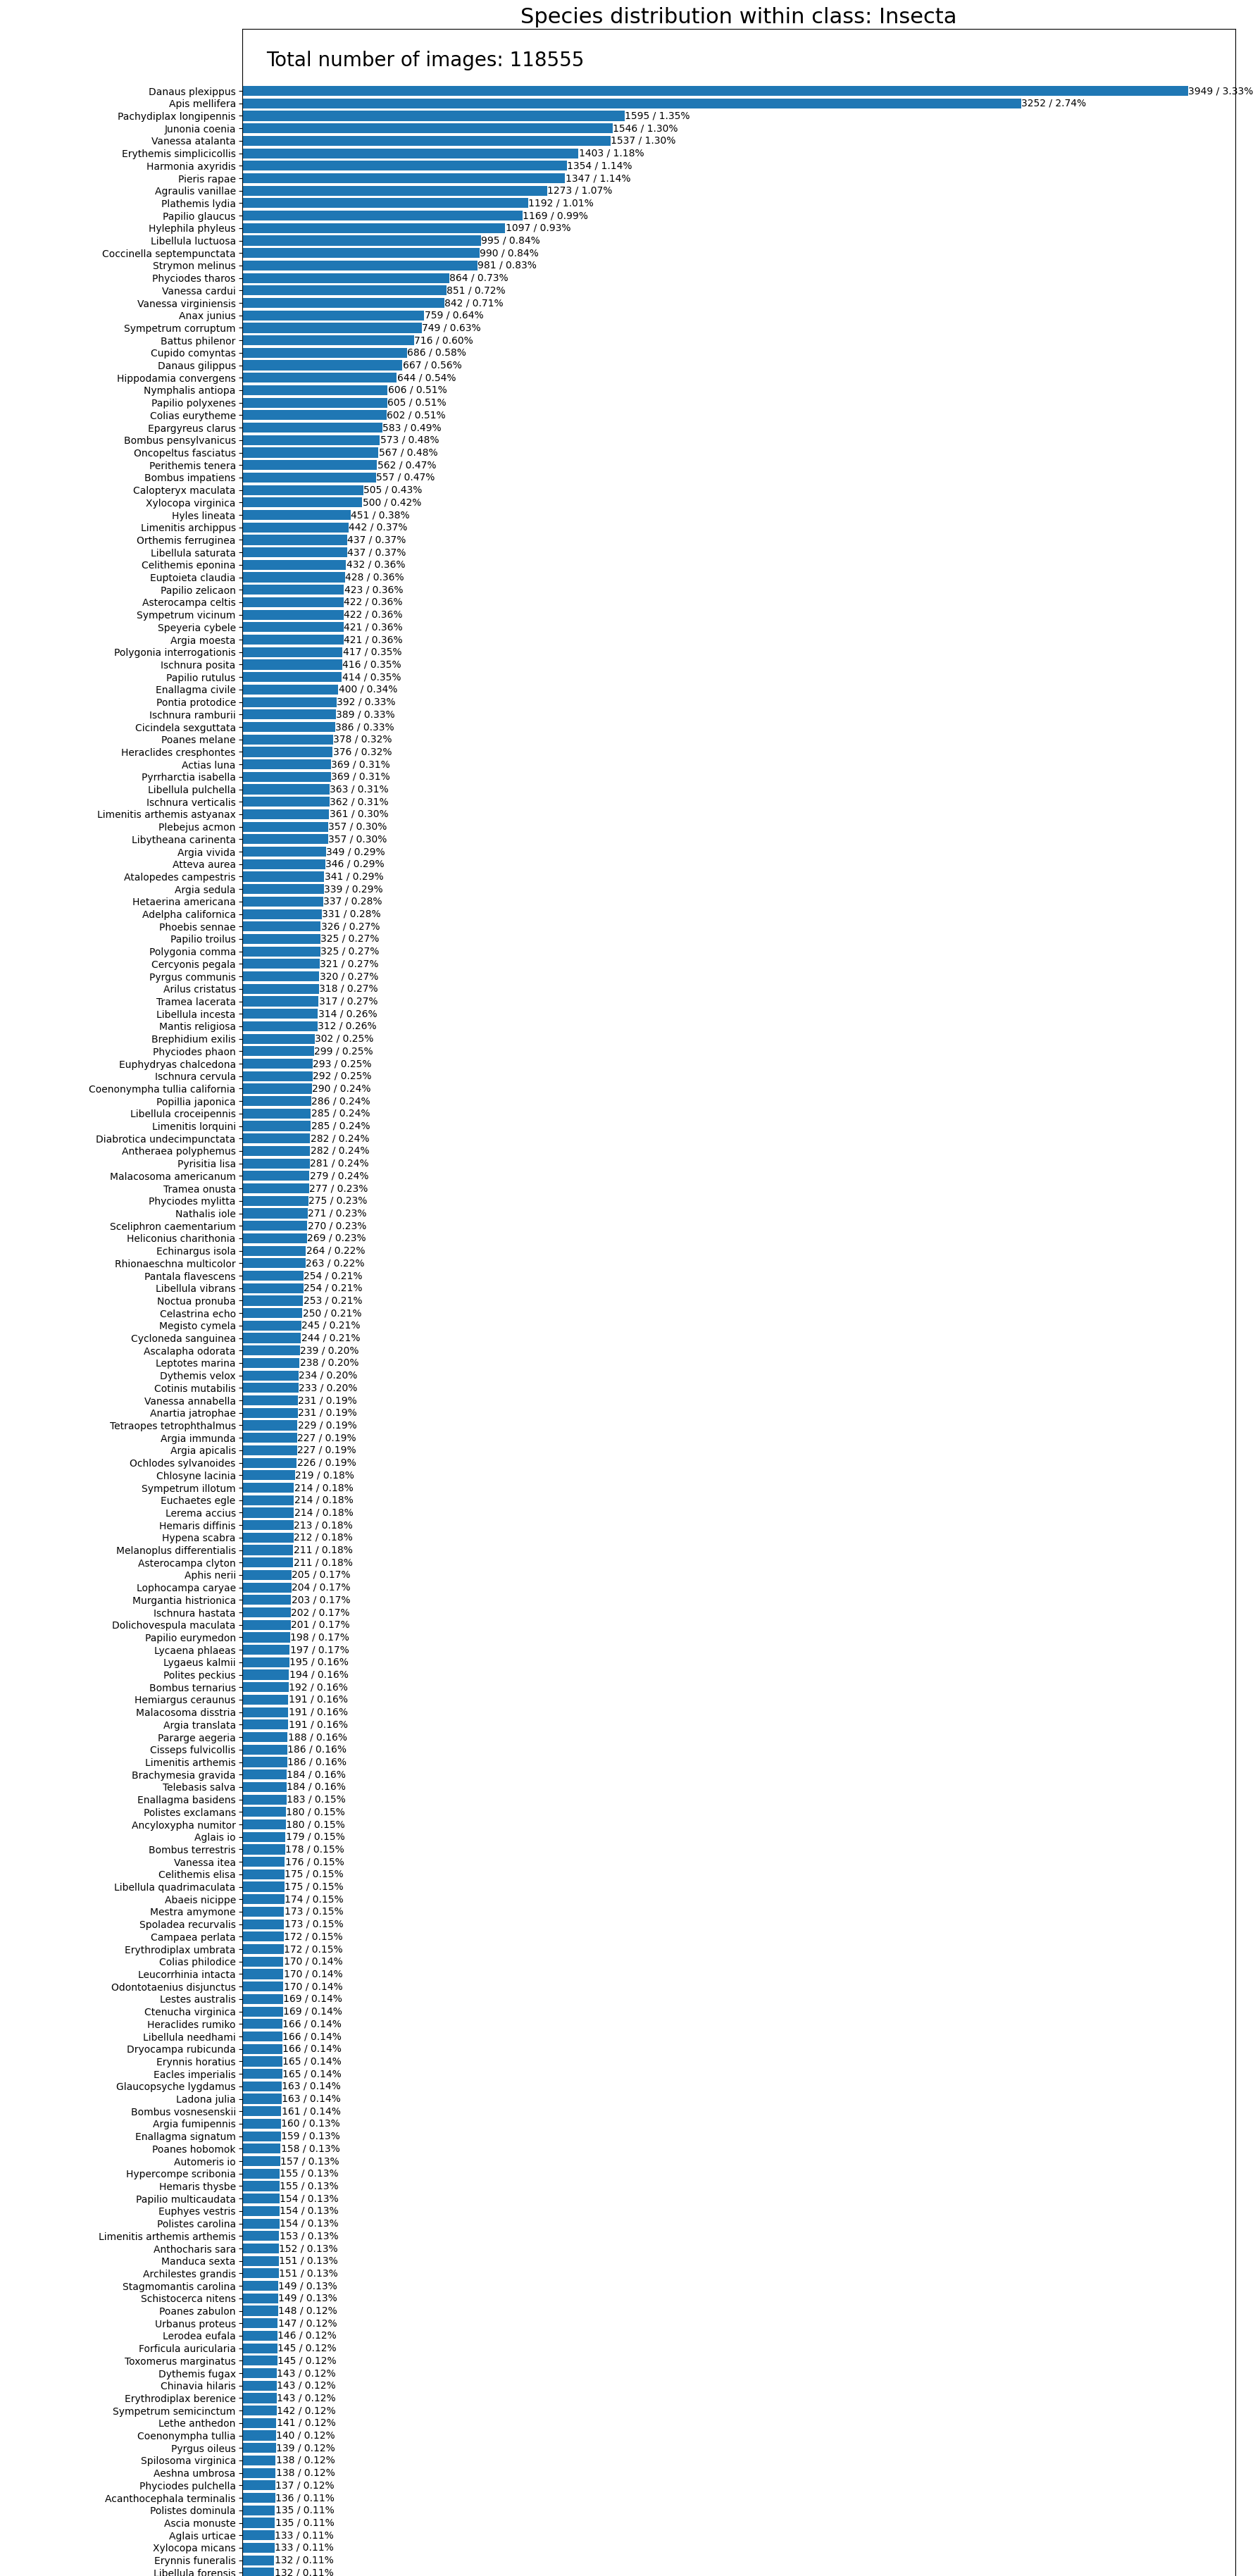 Species distribution within class: Insecta
Total number of images: 118555
Danaus plexippus 3949 / 3.33%
Apis mellifera 3252 / 2.74%
Pachydiplax longipennis 1595 / 1.35%
Junonia coenia 1546 / 1.30%
Vanessa atalanta 1537 / 1.30%
Erythemis simplicicollis 1403 / 1.18%
Harmonia axyridis 1354 / 1.14%
Pieris rapae 1347 / 1.14%
Agraulis vanillae 1273 / 1.07%
Plathemis lydia 1192 / 1.01%
Papilio glaucus 1169 / 0.99%
Hylephila phyleus 1097 / 0.93%
Libellula luctuosa 995 / 0.84%
Coccinella septempunctata 990 / 0.84%
Strymon melinus 981 / 0.83%
Phyciodes tharos 864 / 0.73%
Vanessa cardui 851 / 0.72%
Vanessa virginiensis 842 / 0.71%
Anax junius 759 / 0.64%
Sympetrum corruptum 749 / 0.63%
Battus philenor 716 / 0.60%
Cupido comyntas 686 / 0.58%
Danaus gilippus 667 / 0.56%
Hippodamia convergens 644 / 0.54%
Nymphalis antiopa 606 / 0.51%
Papilio polyxenes 605 / 0.51%
Colias eurytheme 602 / 0.51%
Epargyreus clarus 583 / 0.49%
Bombus pensylvanicus 573 / 0.48%
Oncopeltus fasciatus 567 / 0.48%
Perithemis tenera 562 / 0.47%
Bombus impatiens 557 / 0.47%
Calopteryx maculata 505 / 0.43%
Xylocopa virginica 500 / 0.42%
Hyles lineata 451 / 0.38%
Limenitis archippus 442 / 0.37%
Orthemis ferruginea 437 / 0.37%
Libellula saturata 437 / 0.37%
Celithemis eponina 432 / 0.36%
Euptoieta claudia 428 / 0.36%
Papilio zelicaon 423 / 0.36%
Asterocampa celtis 422 / 0.36%
Sympetrum vicinum 422 / 0.36%
Speyeria cybele 421 / 0.36%
Argia moesta 421 / 0.36%
Polygonia interrogationis 417 / 0.35%
Ischnura posita 416 / 0.35%
Papilio rutulus 414 / 0.35%
Enallagma civile 400 / 0.34%
Pontia protodice 392 / 0.33%
Ischnura ramburii 389 / 0.33%
Cicindela sexguttata 386 / 0.33%
Poanes melane 378 / 0.32%
Heraclides cresphontes 376 / 0.32%
Actias luna 369 / 0.31%
Pyrrharctia isabella 369 / 0.31%
Libellula pulchella 363 / 0.31%
Ischnura verticalis 362 / 0.31%
Limenitis arthemis astyanax 361 / 0.30%
Plebejus acmon 357 / 0.30%
Libytheana carinenta 357 / 0.30%
Argia vivida 349 / 0.29%
Atteva aurea 346 / 0.29%
Atalopedes campestris 341 / 0.29%
Argia sedula 339 / 0.29%
Hetaerina americana 337 / 0.28%
Adelpha californica 331 / 0.28%
Phoebis sennae 326 / 0.27%
Papilio troilus 325 / 0.27%
Polygonia comma 325 / 0.27%
Cercyonis pegala 321 / 0.27%
Pyrgus communis 320 / 0.27%
Arilus cristatus 318 / 0.27%
Tramea lacerata 317 / 0.27%
Libellula incesta 314 / 0.26%
Mantis religiosa 312 / 0.26%
Brephidium exilis 302 / 0.25%
Phyciodes phaon 299 / 0.25%
Euphydryas chalcedona 293 / 0.25%
Ischnura cervula 292 / 0.25%
Coenonympha tullia california 290 / 0.24%
Popillia japonica 286 / 0.24%
Libellula croceipennis 285 / 0.24%
Limenitis lorquini 285 / 0.24%
Diabrotica undecimpunctata 282 / 0.24%
Antheraea polyphemus 282 / 0.24%
Pyrisitia lisa 281 / 0.24%
Malacosoma americanum 279 / 0.24%
Tramea onusta 277 / 0.23%
Phyciodes mylitta 275 / 0.23%
Nathalis iole 271 / 0.23%
Sceliphron caementarium 270 / 0.23%
Heliconius charithonia 269 / 0.23%
Echinargus isola 264 / 0.22%
Rhionaeschna multicolor 263 / 0.22%
Pantala flavescens 254 / 0.21%
Libellula vibrans 254 / 0.21%
Noctua pronuba 253 / 0.21%
Celastrina echo 250 / 0.21%
Megisto cymela 245 / 0.21%
Cycloneda sanguinea 244 / 0.21%
Ascalapha odorata 239 / 0.20%
Leptotes marina 238 / 0.20%
Dythemis velox 234 / 0.20%
Cotinis mutabilis 233 / 0.20%
Vanessa annabella 231 / 0.19%
Anartia jatrophae 231 / 0.19%
Tetraopes tetrophthalmus 229 / 0.19%
Argia immunda 227 / 0.19%
Argia apicalis 227 / 0.19%
Ochlodes sylvanoides 226 / 0.19%
Chlosyne lacinia 219 / 0.18%
Sympetrum illotum 214 / 0.18%
Euchaetes egle 214 / 0.18%
Lerema accius 214 / 0.18%
Hemaris diffinis 213 / 0.18%
Hypena scabra 212 / 0.18%
Melanoplus differentialis 211 / 0.18%
Asterocampa clyton 211 / 0.18%
Aphis nerii 205 / 0.17%
Lophocampa caryae 204 / 0.17%
Murgantia histrionica 203 / 0.17%
Ischnura hastata 202 / 0.17%
Dolichovespula maculata 201 / 0.17%
Papilio eurymedon 198 / 0.17%
Lycaena phlaeas 197 / 0.17%
Lygaeus kalmii 195 / 0.16%
Polites peckius 194 / 0.16%
Bombus ternarius 192 / 0.16%
Hemiargus ceraunus 191 / 0.16%
Malacosoma disstria 191 / 0.16%
Argia translata 191 / 0.16%
Pararge aegeria 188 / 0.16%
Cisseps fulvicollis 186 / 0.16%
Limenitis arthemis 186 / 0.16%
Brachymesia gravida 184 / 0.16%
Telebasis salva 184 / 0.16%
Enallagma basidens 183 / 0.15%
Polistes exclamans 180 / 0.15%
Ancyloxypha numitor 180 / 0.15%
Aglais io 179 / 0.15%
Bombus terrestris 178 / 0.15%
Vanessa itea 176 / 0.15%
Celithemis elisa 175 / 0.15%
Libellula quadrimaculata 175 / 0.15%
Abaeis nicippe 174 / 0.15%
Mestra amymone 173 / 0.15%
Spoladea recurvalis 173 / 0.15%
Campaea perlata 172 / 0.15%
Erythrodiplax umbrata 172 / 0.15%
Colias philodice 170 / 0.14%
Leucorrhinia intacta 170 / 0.14%
Odontotaenius disjunctus 170 / 0.14%
Lestes australis 169 / 0.14%
Ctenucha virginica 169 / 0.14%
Heraclides rumiko 166 / 0.14%
Libellula needhami 166 / 0.14%
Dryocampa rubicunda 166 / 0.14%
Erynnis horatius 165 / 0.14%
Eacles imperialis 165 / 0.14%
Glaucopsyche lygdamus 163 / 0.14%
Ladona julia 163 / 0.14%
Bombus vosnesenskii 161 / 0.14%
Argia fumipennis 160 / 0.13%
Enallagma signatum 159 / 0.13%
Poanes hobomok 158 / 0.13%
Automeris io 157 / 0.13%
Hypercompe scribonia 155 / 0.13%
Hemaris thysbe 155 / 0.13%
Papilio multicaudata 154 / 0.13%
Euphyes vestris 154 / 0.13%
Polistes carolina 154 / 0.13%
Limenitis arthemis arthemis 153 / 0.13%
Anthocharis sara 152 / 0.13%
Manduca sexta 151 / 0.13%
Archilestes grandis 151 / 0.13%
Stagmomantis carolina 149 / 0.13%
Schistocerca nitens 149 / 0.13%
Poanes zabulon 148 / 0.12%
Urbanus proteus 147 / 0.12%
Lerodea eufala 146 / 0.12%
Forficula auricularia 145 / 0.12%
Toxomerus marginatus 145 / 0.12%
Dythemis fugax 143 / 0.12%
Chinavia hilaris 143 / 0.12%
Erythrodiplax berenice 143 / 0.12%
Sympetrum semicinctum 142 / 0.12%
Lethe anthedon 141 / 0.12%
Coenonympha tullia 140 / 0.12%
Pyrgus oileus 139 / 0.12%
Spilosoma virginica 138 / 0.12%
Aeshna umbrosa 138 / 0.12%
Phyciodes pulchella 137 / 0.12%
Acanthocephala terminalis 136 / 0.11%
Polistes dominula 135 / 0.11%
Ascia monuste 135 / 0.11%
Aglais urticae 133 / 0.11%
Xylocopa micans 133 / 0.11%
Erynnis funeralis 132 / 0.11%
Libellula forensis 132 / 0.11%